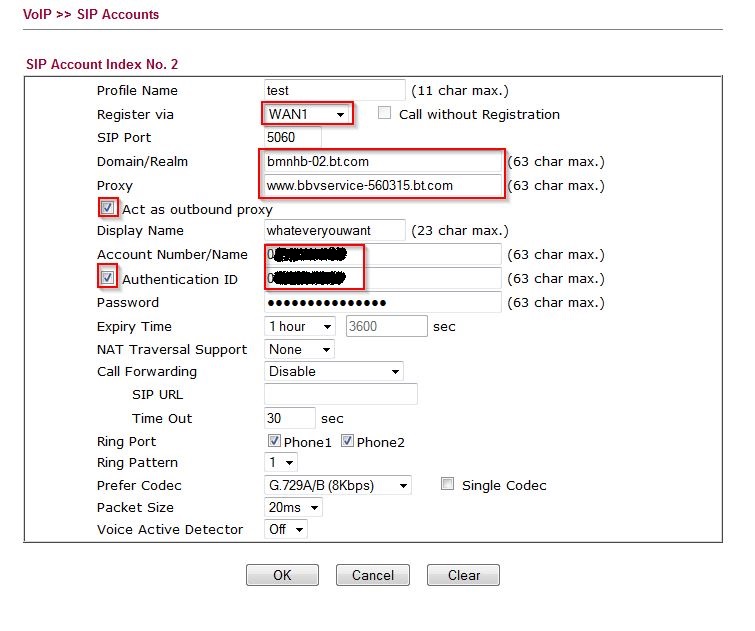 VoIP >> SIP Accounts
SIP Account Index No. 2
Profile Name test (11 char max.)
Register via WAN1 Call without Registration
SIP Port 5060
Domain/Realm bmnhb-02.bt.com (63 char max.)
Proxy www.bbvservice-560315.bt.com (63 char max.)
Act as outbound proxy
Display Name whateveryouwant (23 char max.)
Account Number/Name 0 (63 char max.)
Authentication ID 0 (63 char max.)
Password ●●●●●●●●●●●●●●● (63 char max.)
Expiry Time 1 hour 3600 sec
NAT Traversal Support None
Call Forwarding Disable
SIP URL
Time Out 30 sec
Ring Port Phone1 Phone2
Ring Pattern 1
Prefer Codec G.729A/B (8Kbps) Single Codec
Packet Size 20ms
Voice Active Detector Off
OK Cancel Clear